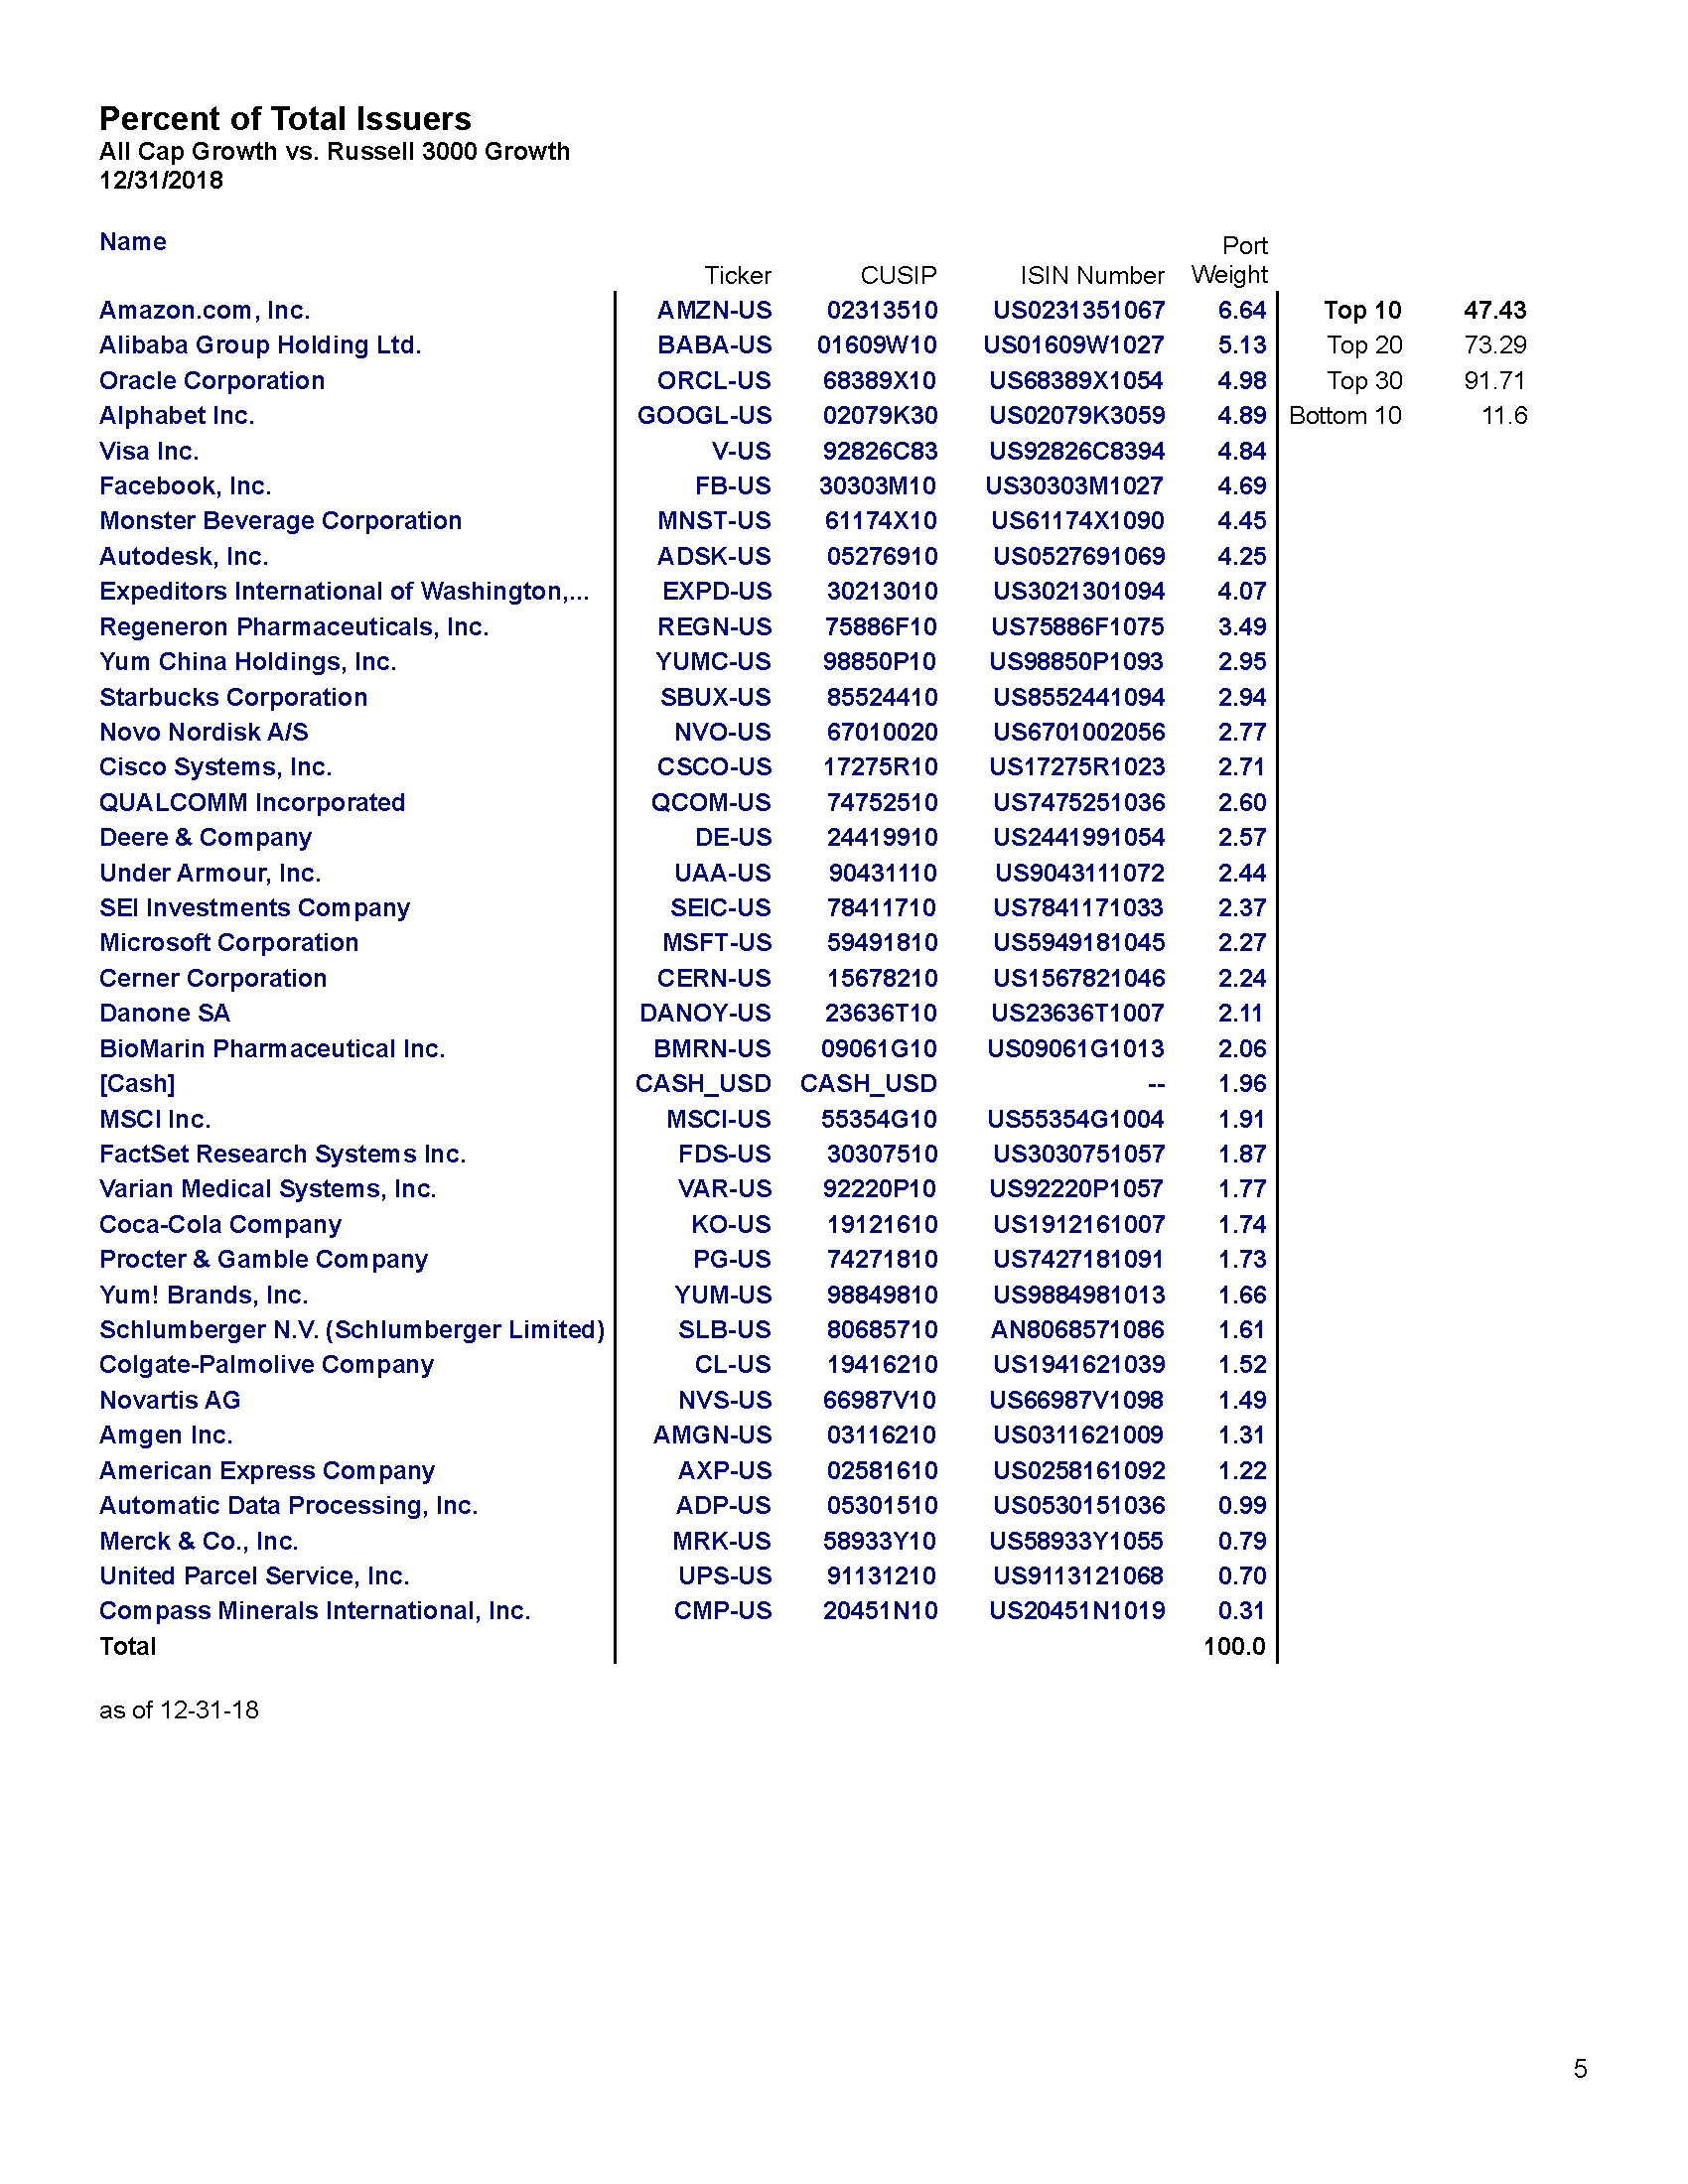 Percent of Total Issuers
All Cap Growth vs. Russell 3000 Growth
12/31/2018
Name Ticker CUSIP ISIN Number Port Weight
Amazon.com, Inc. AMZN-US 02313510 US0231351067 6.64 Top 10 47.43
Alibaba Group Holding Ltd. BABA-US 01609W10 US01609W1027 5.13 Top 20 73.29
Oracle Corporation ORCL-US 68389X10 US68389X1054 4.98 Top 30 91.71
Alphabet Inc. GOOGL-US 02079K30 US02079K3059 4.89 Bottom 10 11.6
Visa Inc. V-US 92826C83 US92826C8394 4.84
Facebook, Inc. FB-US 30303M10 US30303M1027 4.69
Monster Beverage Corporation MNST-US 61174X10 US61174X1090 4.45
Autodesk, Inc. ADSK-US 05276910 US0527691069 4.25
Expeditors International of Washington,... EXPD-US 30213010 US3021301094 4.07
Regeneron Pharmaceuticals, Inc. REGN-US 75886F10 US75886F1075 3.49
Yum China Holdings, Inc. YUMC-US 98850P10 US98850P1093 2.95
Starbucks Corporation SBUX-US 85524410 US8552441094 2.94
Novo Nordisk A/S NVO-US 67010020 US6701002056 2.77
Cisco Systems, Inc. CSCO-US 17275R10 US17275R1023 2.71
QUALCOMM Incorporated QCOM-US 74752510 US7475251036 2.60
Deere & Company DE-US 24419910 US2441991054 2.57
Under Armour, Inc. UAA-US 90431110 US9043111072 2.44
SEI Investments Company SEIC-US 78411710 US7841171033 2.37
Microsoft Corporation MSFT-US 59491810 US5949181045 2.27
Cerner Corporation CERN-US 15678210 US1567821046 2.24
Danone SA DANOY-US 23636T10 US23636T1007 2.11
BioMarin Pharmaceutical Inc. BMRN-US 09061G10 US09061G1013 2.06
[Cash] CASH_USD CASH_USD -- 1.96
MSCI Inc. MSCI-US 55354G10 US55354G1004 1.91
FactSet Research Systems Inc. FDS-US 30307510 US3030751057 1.87
Varian Medical Systems, Inc. VAR-US 92220P10 US92220P1057 1.77
Coca-Cola Company KO-US 19121610 US1912161007 1.74
Procter & Gamble Company PG-US 74271810 US7427181091 1.73
Yum! Brands, Inc. YUM-US 98849810 US9884981013 1.66
Schlumberger N.V. (Schlumberger Limited) SLB-US 80685710 AN8068571086 1.61
Colgate-Palmolive Company CL-US 19416210 US1941621039 1.52
Novartis AG NVS-US 66987V10 US66987V1098 1.49
Amgen Inc. AMGN-US 03116210 US0311621009 1.31
American Express Company AXP-US 02581610 US0258161092 1.22
Automatic Data Processing, Inc. ADP-US 05301510 US0530151036 0.99
Merck & Co., Inc. MRK-US 58933Y10 US58933Y1055 0.79
United Parcel Service, Inc. UPS-US 91131210 US9113121068 0.70
Compass Minerals International, Inc. CMP-US 20451N10 US20451N1019 0.31
Total 100.0
as of 12-31-18
5